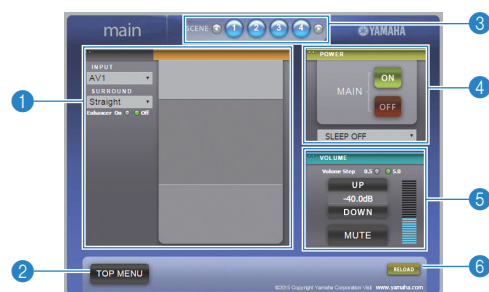 main
SCENE 1 2 3 4
YAMAHA
3
1
INPUT
AV1
SURROUND
Straight
Enhancer On Off
POWER
MAIN
ON
OFF
SLEEP OFF
4
VOLUME
Volume Step 0.5 5.0
UP
-40.0dB
DOWN
MUTE
5
2
TOP MENU
RELOAD
6
©2015 Copyright Yamaha Corporation Visit www.yamaha.com